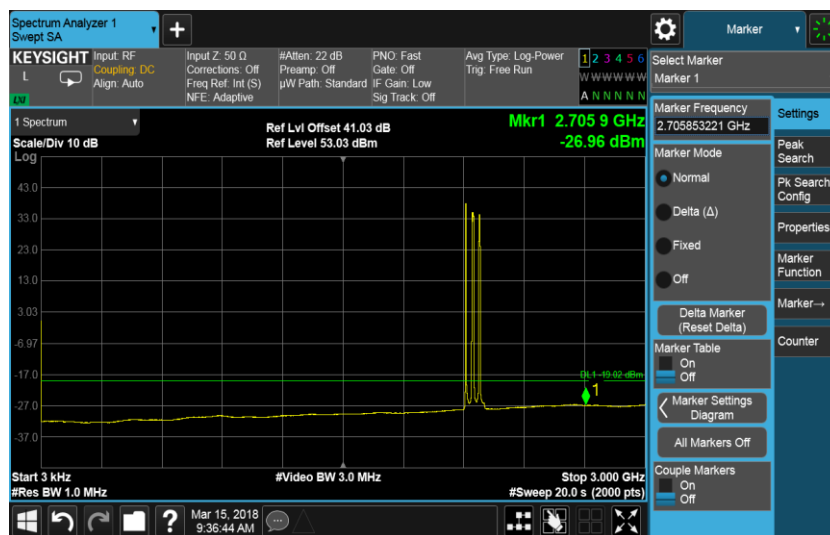 Spectrum Analyzer 1
Swept SA
+
Marker
KEYSIGHT
L
LXI
Input: RF
Coupling: DC
Align: Auto
Input Z: 50 Ω
Corrections: Off
Freq Ref: Int (S)
NFE: Adaptive
#Atten: 22 dB
Preamp: Off
µW Path: Standard
PNO: Fast
Gate: Off
IF Gain: Low
Sig Track: Off
Avg Type: Log-Power
Trig: Free Run
1 2 3 4 5 6
W W W W W W
A N N N N N
Select Marker
Marker 1
1 Spectrum
Scale/Div 10 dB
Log
Ref Lvl Offset 41.03 dB
Ref Level 53.03 dBm
Mkr1 2.705 9 GHz
-26.96 dBm
43.0
33.0
23.0
13.0
3.03
-6.97
-17.0
-27.0
-37.0
DL1 -19.02 dBm
1
Start 3 kHz
#Res BW 1.0 MHz
#Video BW 3.0 MHz
Stop 3.000 GHz
#Sweep 20.0 s (2000 pts)
Marker Frequency
2.705853221 GHz
Marker Mode
Normal
Delta (Δ)
Fixed
Off
Delta Marker
(Reset Delta)
Marker Table
On
Off
Marker Settings
Diagram
All Markers Off
Couple Markers
On
Off
Settings
Peak
Search
Pk Search
Config
Properties
Marker
Function
Marker→
Counter
?
Mar 15, 2018
9:36:44 AM